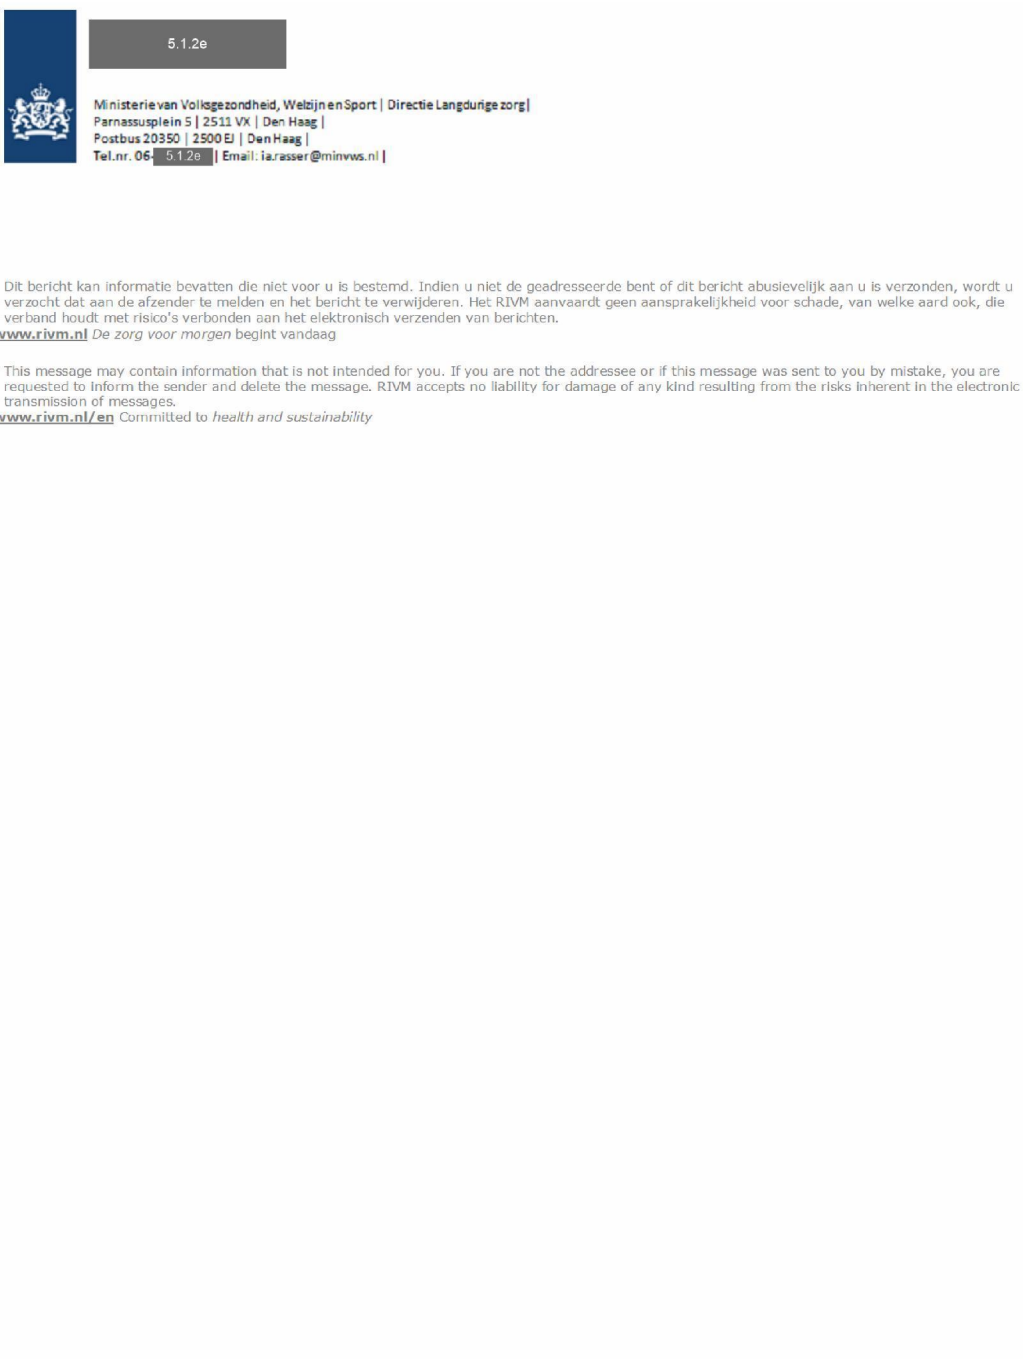 5.1.2e
Ministerie van Volksgezondheid, Welzijn en Sport | Directie Langdurige zorg|
Parnassusplein 5 | 2511 VX | Den Haag |
Postbus 20350 | 2500 EJ | Den Haag |
Tel.nr. 06- 5.1.2e | Email: ia.rasser@minvws.nl |
Dit bericht kan informatie bevatten die niet voor u is bestemd. Indien u niet de geadresseerde bent of dit bericht abusievelijk aan u is verzonden, wordt u
verzocht dat aan de afzender te melden en het bericht te verwijderen. Het RIVM aanvaardt geen aansprakelijkheid voor schade, van welke aard ook, die
verband houdt met risico's verbonden aan het elektronisch verzenden van berichten.
www.rivm.nl De zorg voor morgen begint vandaag
This message may contain information that is not intended for you. If you are not the addressee or if this message was sent to you by mistake, you are
requested to inform the sender and delete the message. RIVM accepts no liability for damage of any kind resulting from the risks inherent in the electronic
transmission of messages.
www.rivm.nl/en Committed to health and sustainability